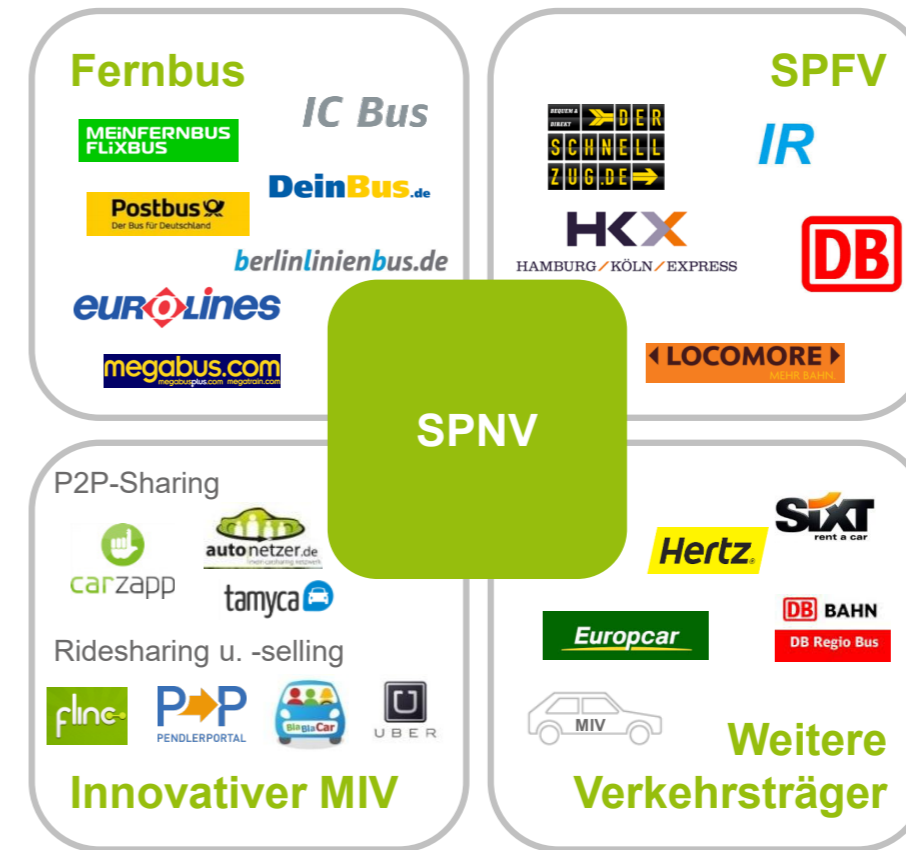 Fernbus
IC Bus
MEiNFERNBUS
FLiXBUS
DeinBus.de
Postbus
Der Bus für Deutschland
berlinlinienbus.de
euroLines
megabus.com
megabusplus.com megatrain.com
SPFV
BEQUEM &
DIREKT
DER
SCHNELL
ZUG.DE
IR
HKX
HAMBURG/KÖLN/EXPRESS
DB
LOCOMORE
MEHR BAHN.
SPNV
P2P-Sharing
carzapp
autonetzer.de
tamyca
Ridesharing u. -selling
flinc
P P
PENDLERPORTAL
BlaBlaCar
U
UBER
Innovativer MIV
SiXT
rent a car
Hertz
Europcar
DB BAHN
DB Regio Bus
MIV
Weitere
Verkehrsträger